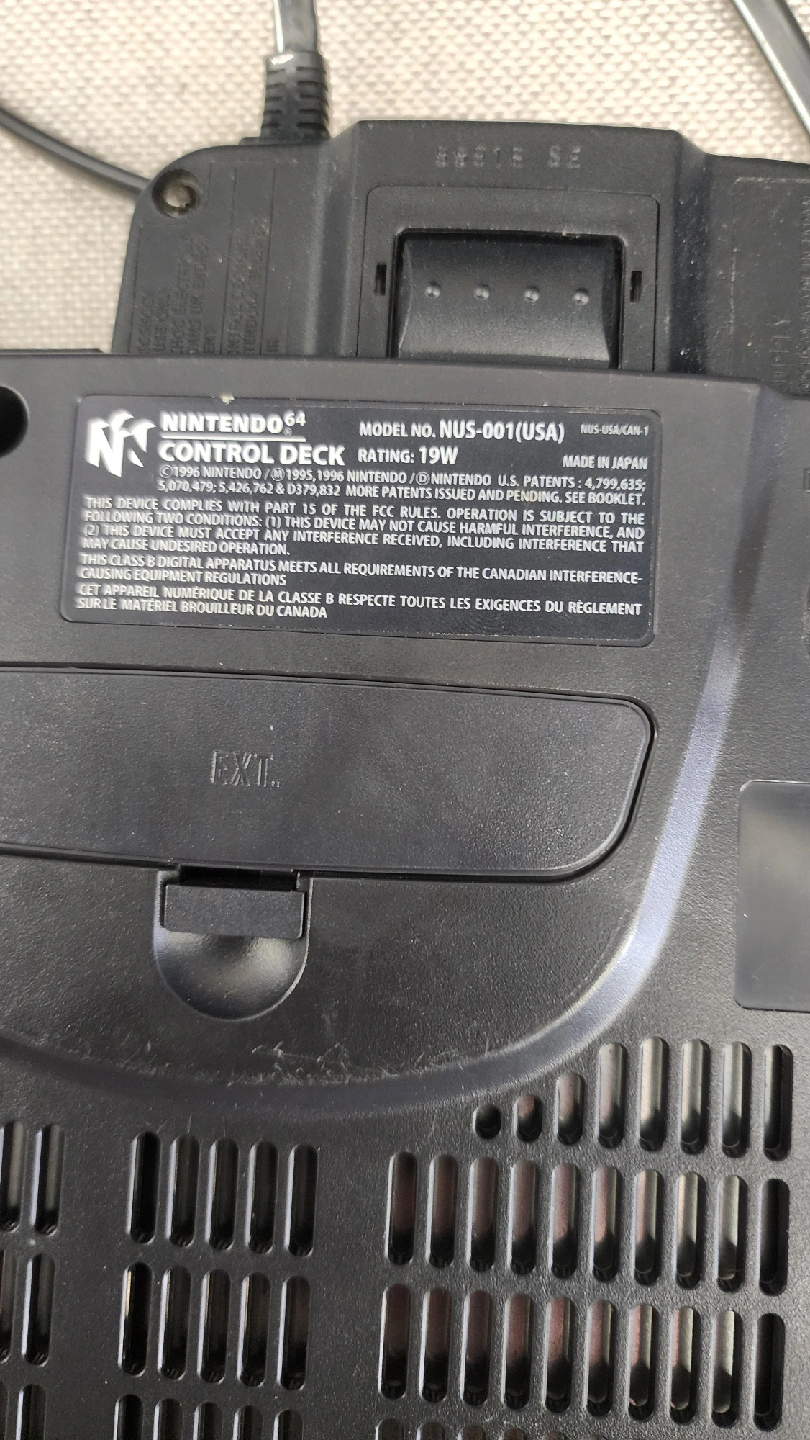 NINTENDO64®
CONTROL DECK
MODEL NO. NUS-001(USA)
NUS-USA/CAN-1
RATING: 19W
MADE IN JAPAN
©1996 NINTENDO/Ⓜ1995,1996 NINTENDO/ⒹNINTENDO U.S. PATENTS : 4,799,635;
5,070,479; 5,426,762 & D379,832 MORE PATENTS ISSUED AND PENDING. SEE BOOKLET.
THIS DEVICE COMPLIES WITH PART 15 OF THE FCC RULES. OPERATION IS SUBJECT TO THE
FOLLOWING TWO CONDITIONS: (1) THIS DEVICE MAY NOT CAUSE HARMFUL INTERFERENCE, AND
(2) THIS DEVICE MUST ACCEPT ANY INTERFERENCE RECEIVED, INCLUDING INTERFERENCE THAT
MAY CAUSE UNDESIRED OPERATION.
THIS CLASS B DIGITAL APPARATUS MEETS ALL REQUIREMENTS OF THE CANADIAN INTERFERENCE-
CAUSING EQUIPMENT REGULATIONS
CET APPAREIL NUMÉRIQUE DE LA CLASSE B RESPECTE TOUTES LES EXIGENCES DU RÈGLEMENT
SUR LE MATÉRIEL BROUILLEUR DU CANADA
EXT.